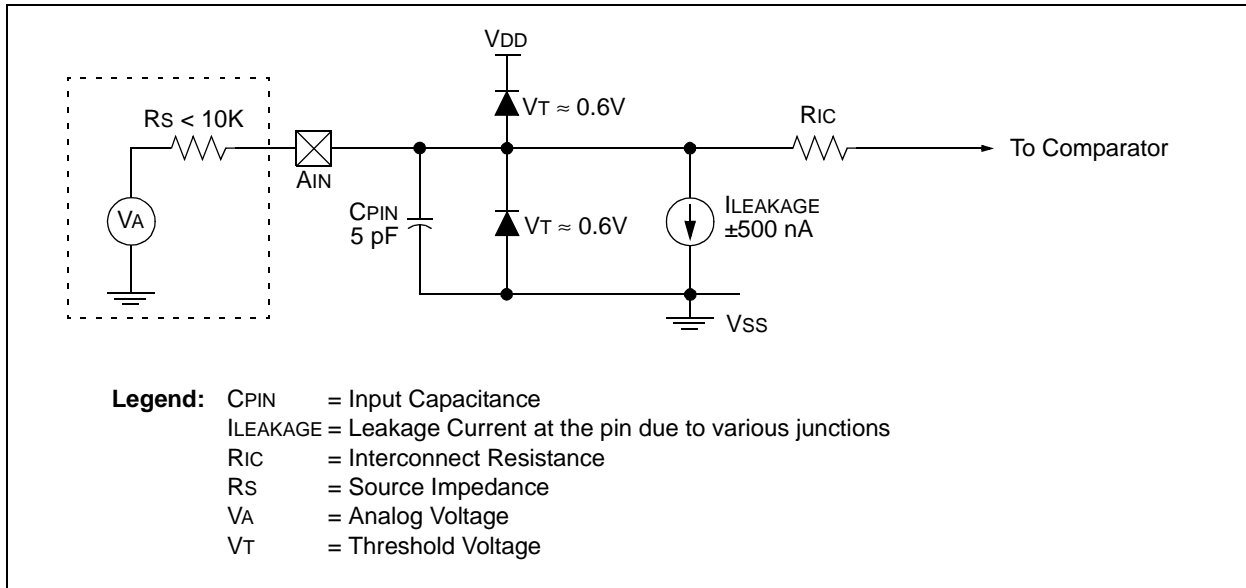 VDD
VT ≈ 0.6V
RS < 10K
RIC
AIN
To Comparator
VA
CPIN
5 pF
VT ≈ 0.6V
ILEAKAGE
±500 nA
VSS
Legend: CPIN = Input Capacitance
ILEAKAGE = Leakage Current at the pin due to various junctions
RIC = Interconnect Resistance
RS = Source Impedance
VA = Analog Voltage
VT = Threshold Voltage